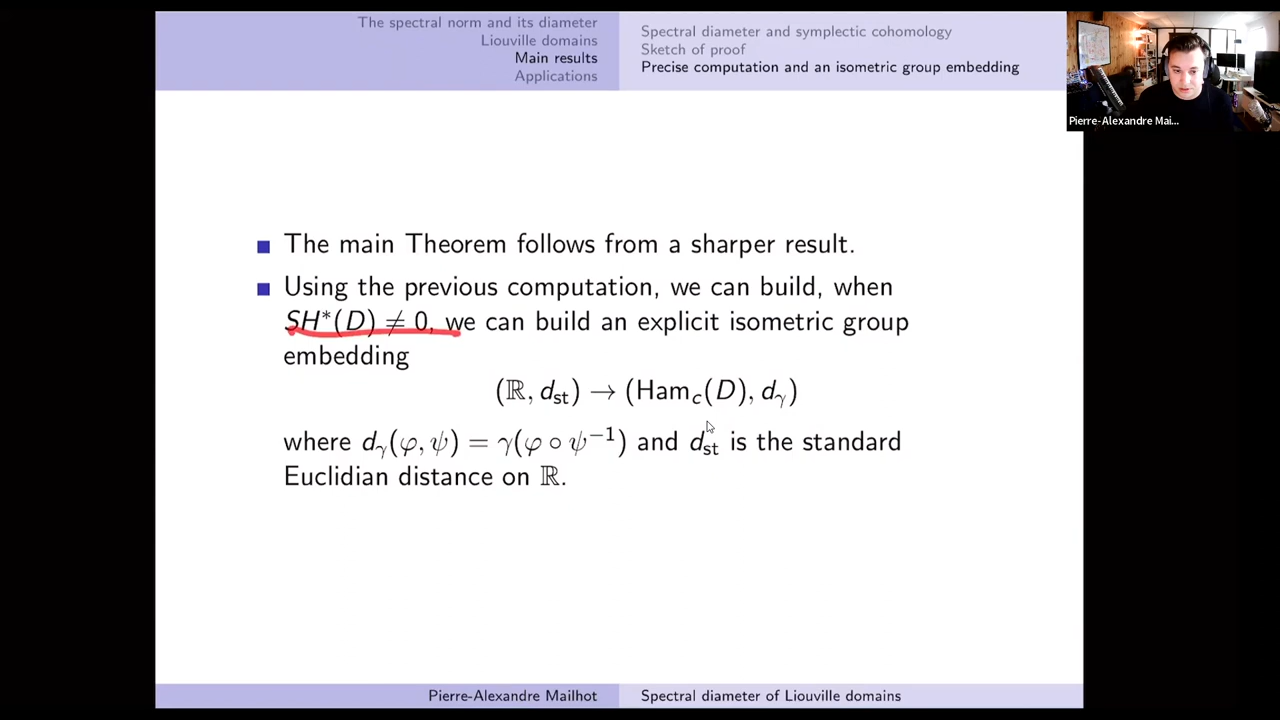 The spectral norm and its diameter
Liouville domains
Main results
Applications
Spectral diameter and symplectic cohomology
Sketch of proof
Precise computation and an isometric group embedding
Pierre-Alexandre Mai...
■ The main Theorem follows from a sharper result.
■ Using the previous computation, we can build, when
SH*(D) ≠ 0, we can build an explicit isometric group
embedding
(ℝ, d_st) → (Ham_c(D), d_γ)
where d_γ(φ, ψ) = γ(φ ∘ ψ⁻¹) and d_st is the standard
Euclidian distance on ℝ.
Pierre-Alexandre Mailhot
Spectral diameter of Liouville domains